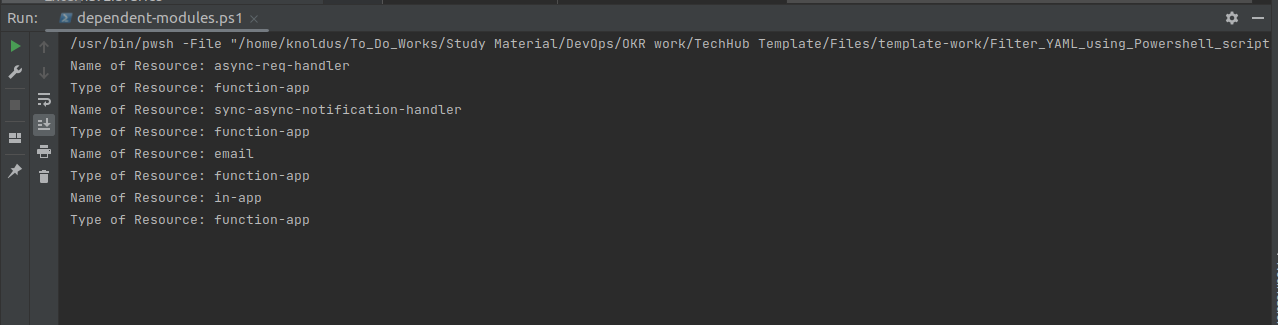 Run: dependent-modules.ps1
/usr/bin/pwsh -File "/home/knoldus/To_Do_Works/Study Material/DevOps/OKR work/TechHub Template/Files/template-work/Filter_YAML_using_Powershell_script
Name of Resource: async-req-handler
Type of Resource: function-app
Name of Resource: sync-async-notification-handler
Type of Resource: function-app
Name of Resource: email
Type of Resource: function-app
Name of Resource: in-app
Type of Resource: function-app